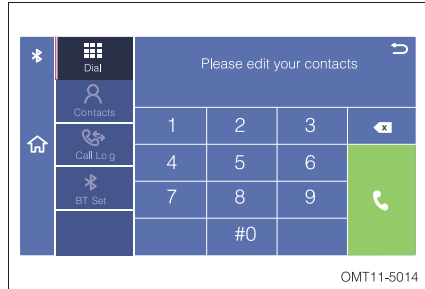 Dial
Please edit your contacts
Contacts
1 2 3
x
Call Log
4 5 6
BT Set
7 8 9
#0
OMT11-5014